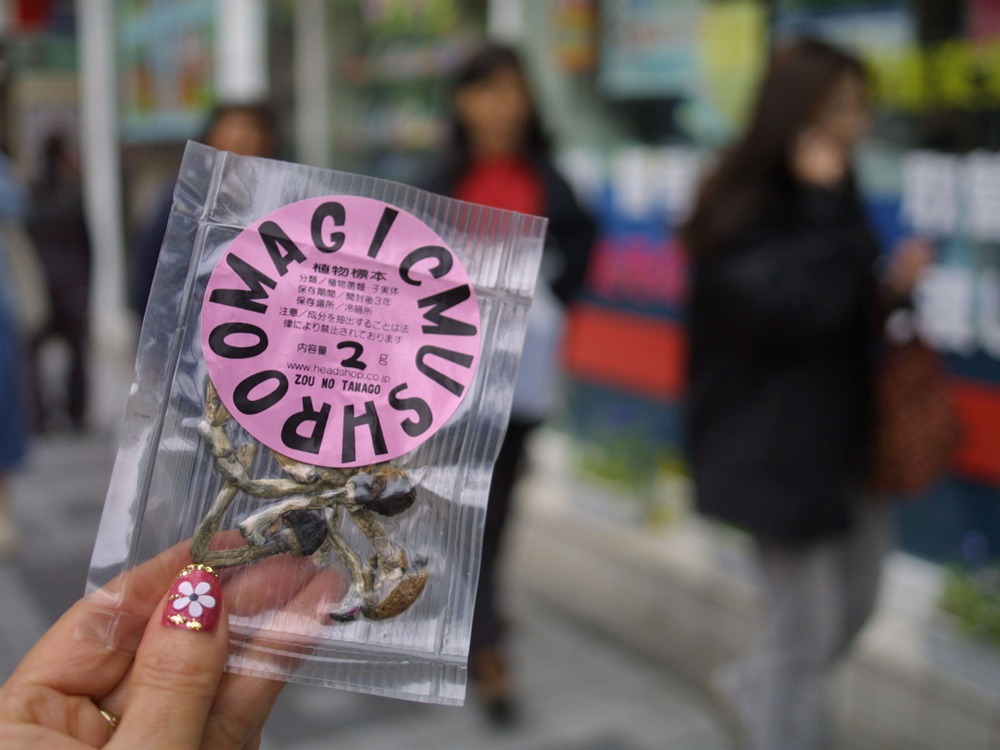 MAGICMUSHROOM
植物標本
分類／植物菌類 子実体
保存期間／開封後3年
保存場所／冷暗所
注意／成分を抽出することは法
律により禁止されております
内容量 2 g
www.headshop.co.jp
ZOU NO TAMAGO